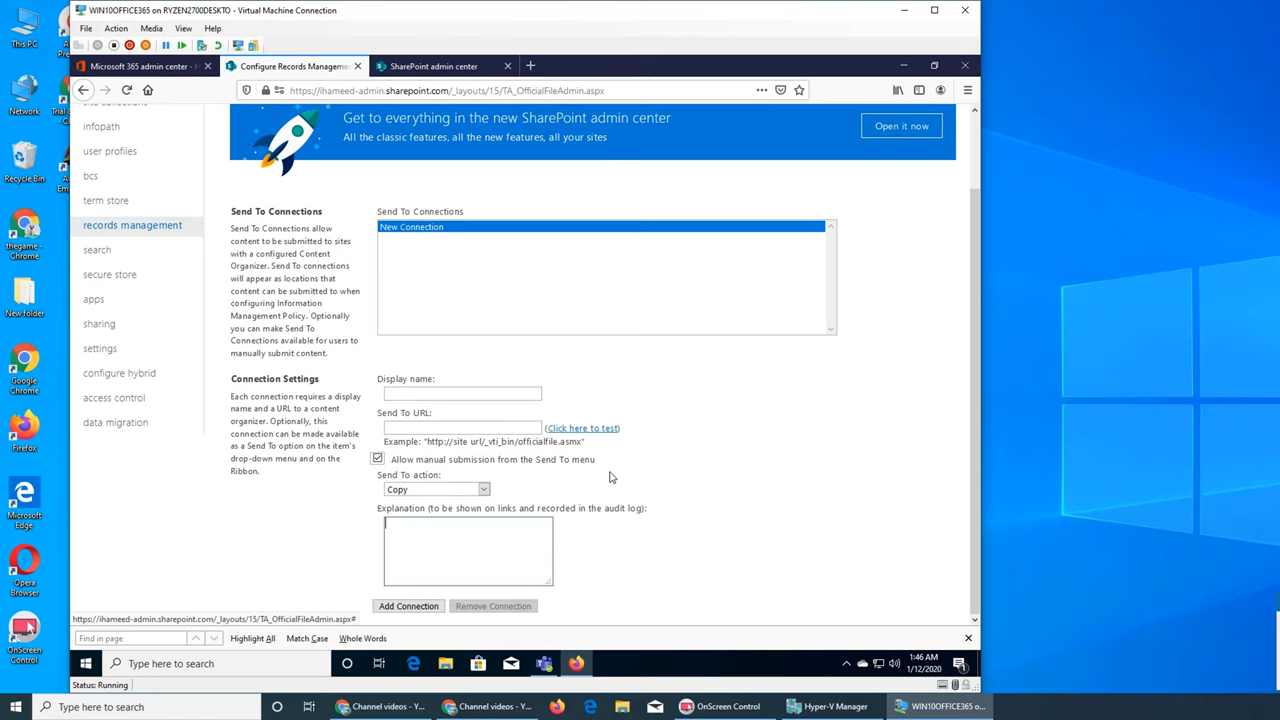 WIN10OFFICE365 on RYZEN2700DESKTO - Virtual Machine Connection
File Action Media View Help
Microsoft 365 admin center - H
Configure Records Manageme
SharePoint admin center
https://ihameed-admin.sharepoint.com/_layouts/15/TA_OfficialFileAdmin.aspx
This PC
Network
Recycle Bin
thegame - Chrome
New folder
Google Chrome
Firefox
Microsoft Edge
Opera Browser
OnScreen Control
infopath
user profiles
bcs
term store
records management
search
secure store
apps
sharing
settings
configure hybrid
access control
data migration
Get to everything in the new SharePoint admin center
All the classic features, all the new features, all your sites
Open it now
Send To Connections
Send To Connections allow
content to be submitted to sites
with a configured Content
Organizer. Send To connections
will appear as locations that
content can be submitted to when
configuring Information
Management Policy. Optionally
you can make Send To
Connections available for users to
manually submit content.
Send To Connections
New Connection
Connection Settings
Each connection requires a display
name and a URL to a content
organizer. Optionally, this
connection can be made available
as a Send To option on the item's
drop-down menu and on the
Ribbon.
Display name:
Send To URL:
(Click here to test)
Example: "http://site url/_vti_bin/officialfile.asmx"
Allow manual submission from the Send To menu
Send To action:
Copy
Explanation (to be shown on links and recorded in the audit log):
Add Connection Remove Connection
https://ihameed-admin.sharepoint.com/_layouts/15/TA_OfficialFileAdmin.aspx#
Find in page Highlight All Match Case Whole Words
Type here to search
1:46 AM
1/12/2020
Status: Running
Type here to search
Channel videos - Y...
Channel videos - Y...
OnScreen Control
Hyper-V Manager
WIN10OFFICE365 o...